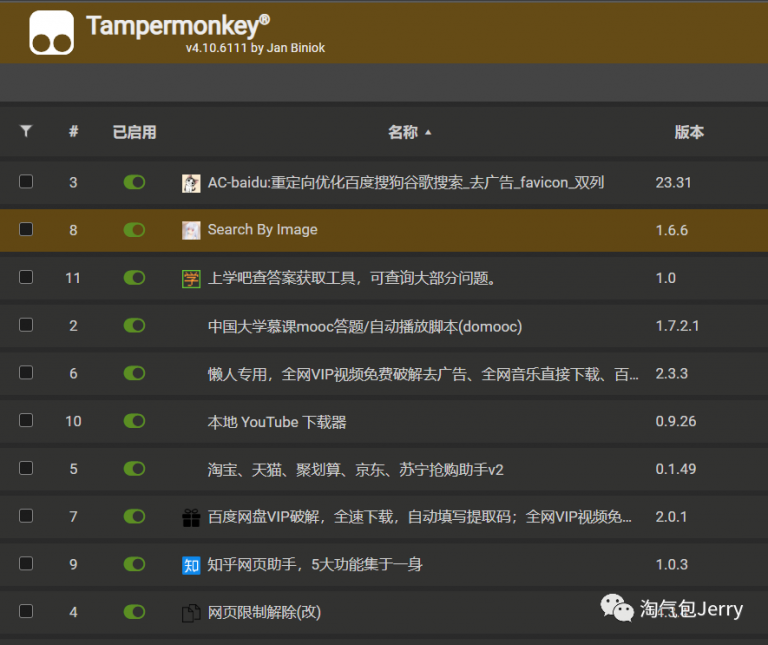 Tampermonkey®
v4.10.6111 by Jan Biniok
# 已启用 名称 版本
3 AC-baidu:重定向优化百度搜狗谷歌搜索_去广告_favicon_双列 23.31
8 Search By Image 1.6.6
11 学 上学吧查答案获取工具，可查询大部分问题。 1.0
2 中国大学慕课mooc答题/自动播放脚本(domooc) 1.7.2.1
6 懒人专用，全网VIP视频免费破解去广告、全网音乐直接下载、百... 2.3.3
10 本地 YouTube 下载器 0.9.26
5 淘宝、天猫、聚划算、京东、苏宁抢购助手v2 0.1.49
7 百度网盘VIP破解，全速下载，自动填写提取码；全网VIP视频免... 2.0.1
9 知 知乎网页助手，5大功能集于一身 1.0.3
4 网页限制解除(改)
淘气包Jerry